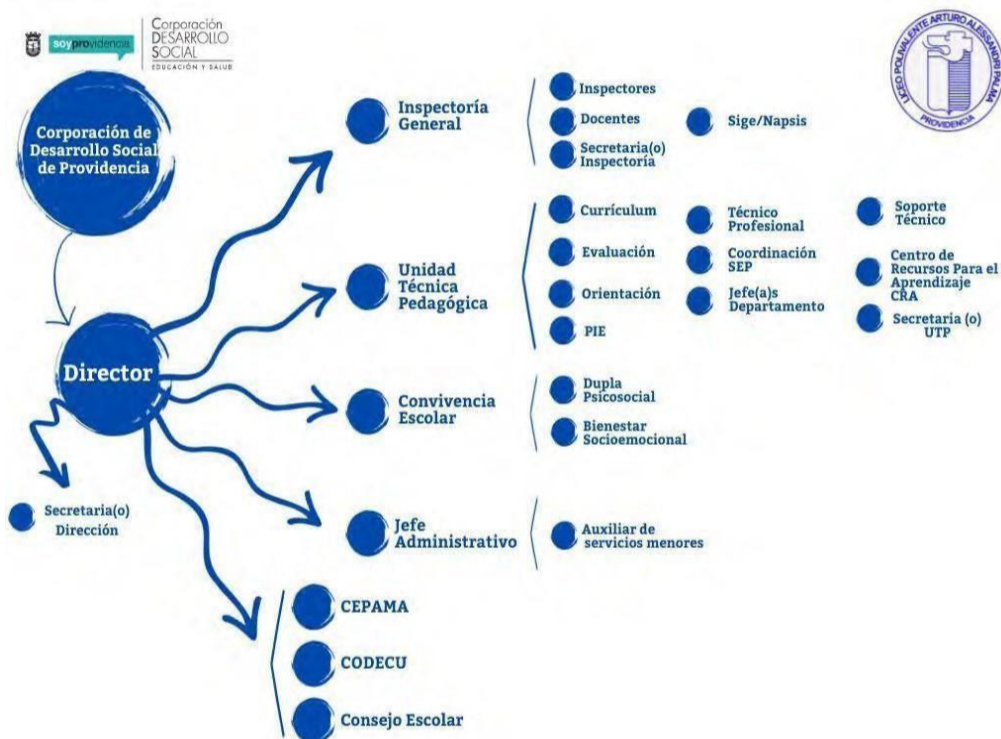 soyprovidencia
Corporación
DESARROLLO
SOCIAL
EDUCACIÓN Y SALUD
LICEO POLIVALENTE ARTURO ALESSANDRI PALMA
PROVIDENCIA
Corporación de
Desarrollo Social
de Providencia
Director
Secretaria(o)
Dirección
Inspectoría
General
Inspectores
Docentes
Secretaria(o)
Inspectoría
Sige/Napsis
Unidad
Técnica
Pedagógica
Currículum
Evaluación
Orientación
PIE
Técnico
Profesional
Coordinación
SEP
Jefe(a)s
Departamento
Soporte
Técnico
Centro de
Recursos Para el
Aprendizaje
CRA
Secretaria (o)
UTP
Convivencia
Escolar
Dupla
Psicosocial
Bienestar
Socioemocional
Jefe
Administrativo
Auxiliar de
servicios menores
CEPAMA
CODECU
Consejo Escolar